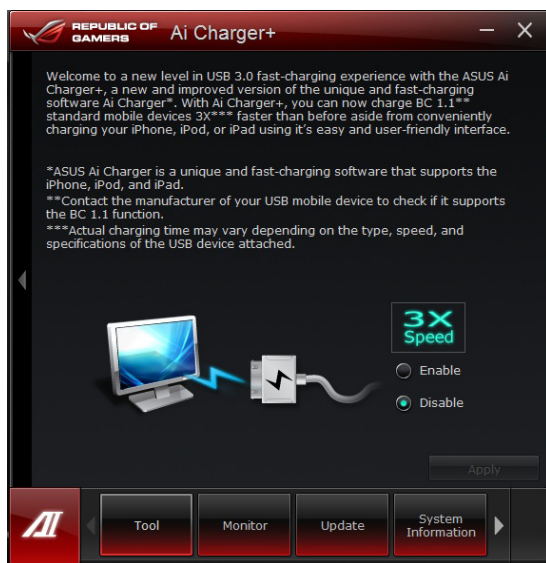 REPUBLIC OF
GAMERS
Ai Charger+
Welcome to a new level in USB 3.0 fast-charging experience with the ASUS Ai
Charger+, a new and improved version of the unique and fast-charging
software Ai Charger*. With Ai Charger+, you can now charge BC 1.1**
standard mobile devices 3X*** faster than before aside from conveniently
charging your iPhone, iPod, or iPad using it's easy and user-friendly interface.
*ASUS Ai Charger is a unique and fast-charging software that supports the
iPhone, iPod, and iPad.
**Contact the manufacturer of your USB mobile device to check if it supports
the BC 1.1 function.
***Actual charging time may vary depending on the type, speed, and
specifications of the USB device attached.
3X
Speed
Enable
Disable
Apply
AI
Tool
Monitor
Update
System
Information